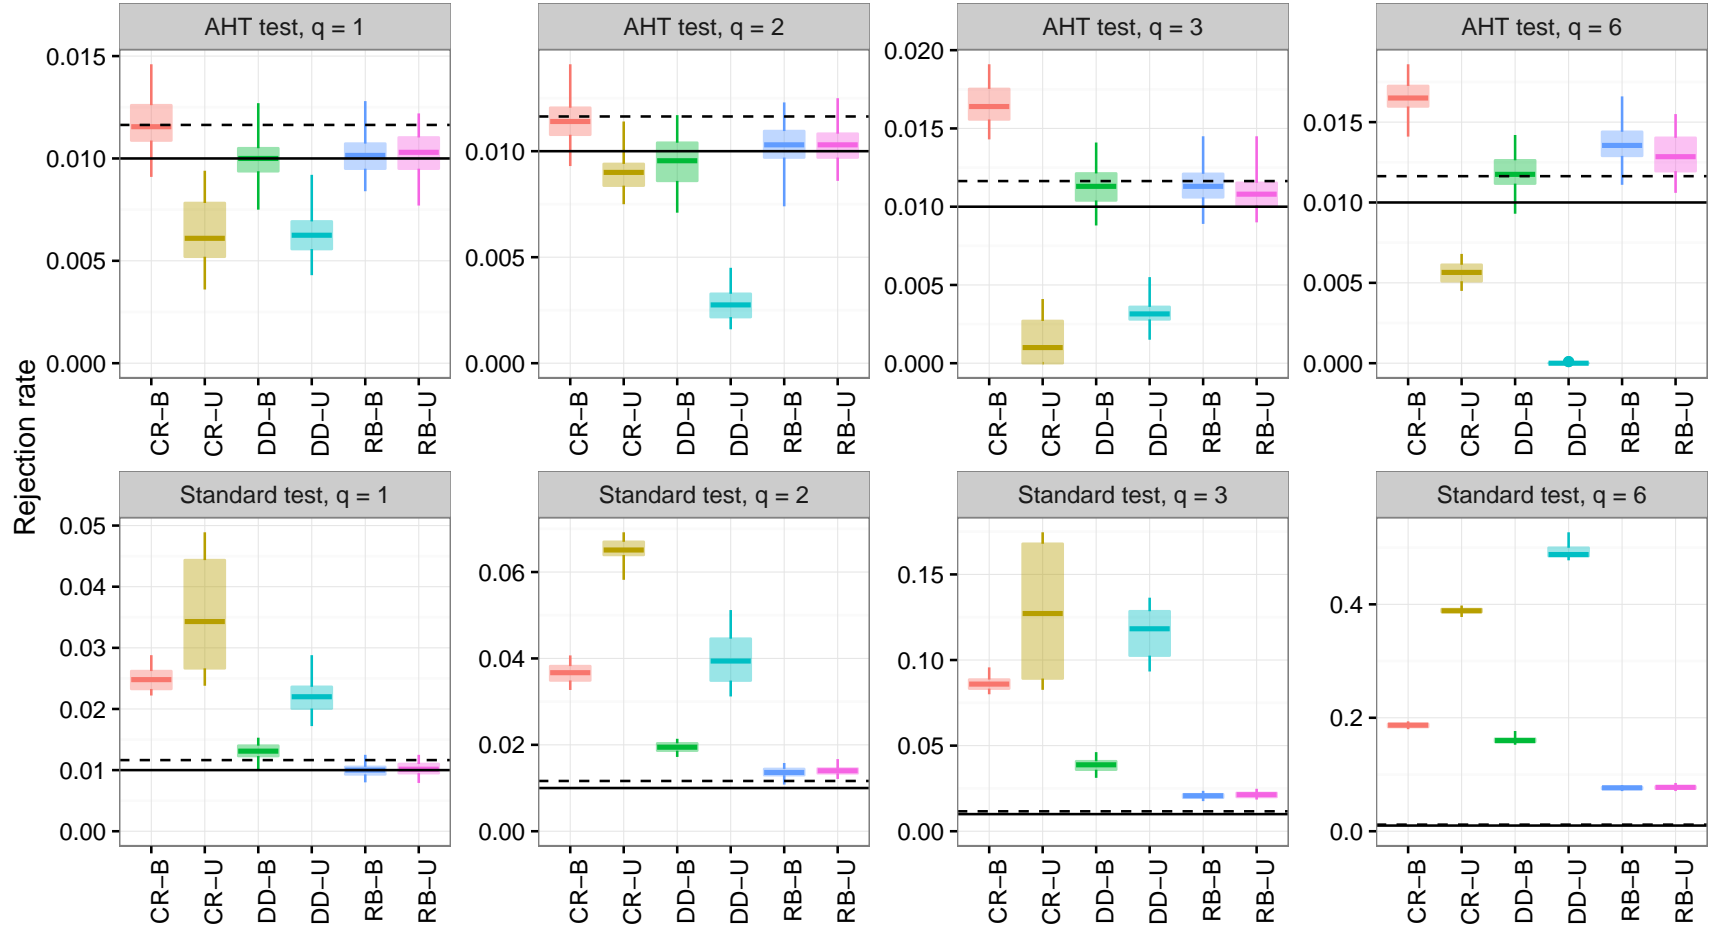 Rejection rate
AHT test, q = 1
AHT test, q = 2
AHT test, q = 3
AHT test, q = 6
0.015
0.010
0.005
0.000
0.010
0.005
0.000
0.020
0.015
0.010
0.005
0.000
0.015
0.010
0.005
0.000
CR−B
CR−U
DD−B
DD−U
RB−B
RB−U
CR−B
CR−U
DD−B
DD−U
RB−B
RB−U
CR−B
CR−U
DD−B
DD−U
RB−B
RB−U
CR−B
CR−U
DD−B
DD−U
RB−B
RB−U
Standard test, q = 1
Standard test, q = 2
Standard test, q = 3
Standard test, q = 6
0.05
0.04
0.03
0.02
0.01
0.00
0.06
0.04
0.02
0.00
0.15
0.10
0.05
0.00
0.4
0.2
0.0
CR−B
CR−U
DD−B
DD−U
RB−B
RB−U
CR−B
CR−U
DD−B
DD−U
RB−B
RB−U
CR−B
CR−U
DD−B
DD−U
RB−B
RB−U
CR−B
CR−U
DD−B
DD−U
RB−B
RB−U